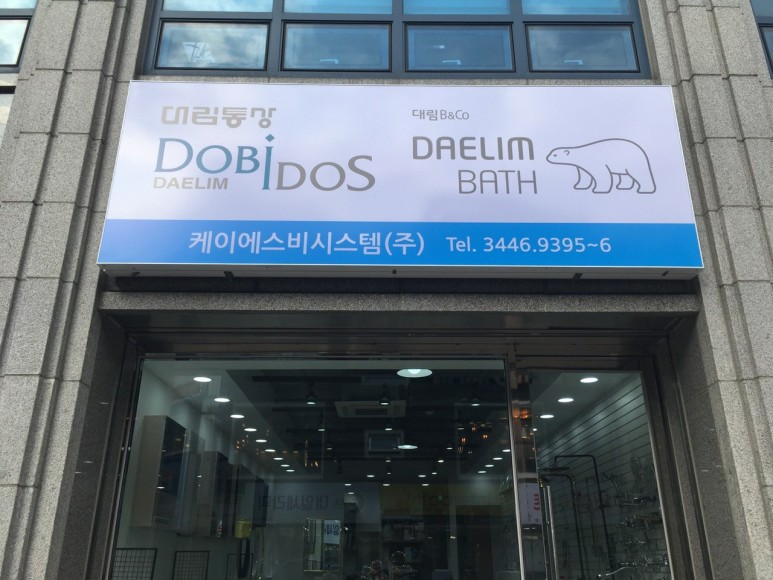 대림통상
DOBIDOS
DAELIM
대림B&Co
DAELIM
BATH
케이에스비시스템(주) Tel. 3446.9395~6